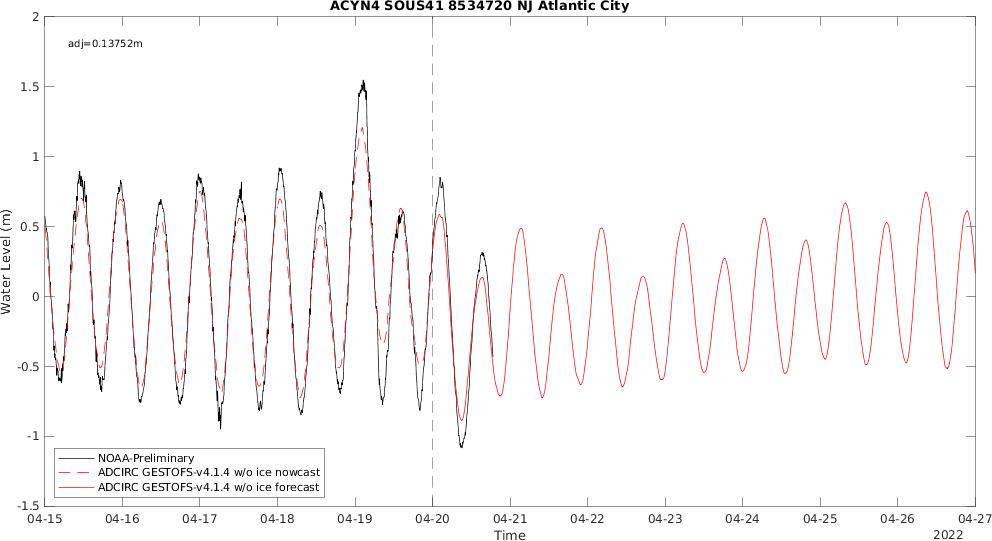 ACYN4 SOUS41 8534720 NJ Atlantic City
adj=0.13752m
2
1.5
1
0.5
0
-0.5
-1
-1.5
Water Level (m)
NOAA-Preliminary
ADCIRC GESTOFS-v4.1.4 w/o ice nowcast
ADCIRC GESTOFS-v4.1.4 w/o ice forecast
04-15 04-16 04-17 04-18 04-19 04-20 04-21 04-22 04-23 04-24 04-25 04-26 04-27
Time
2022